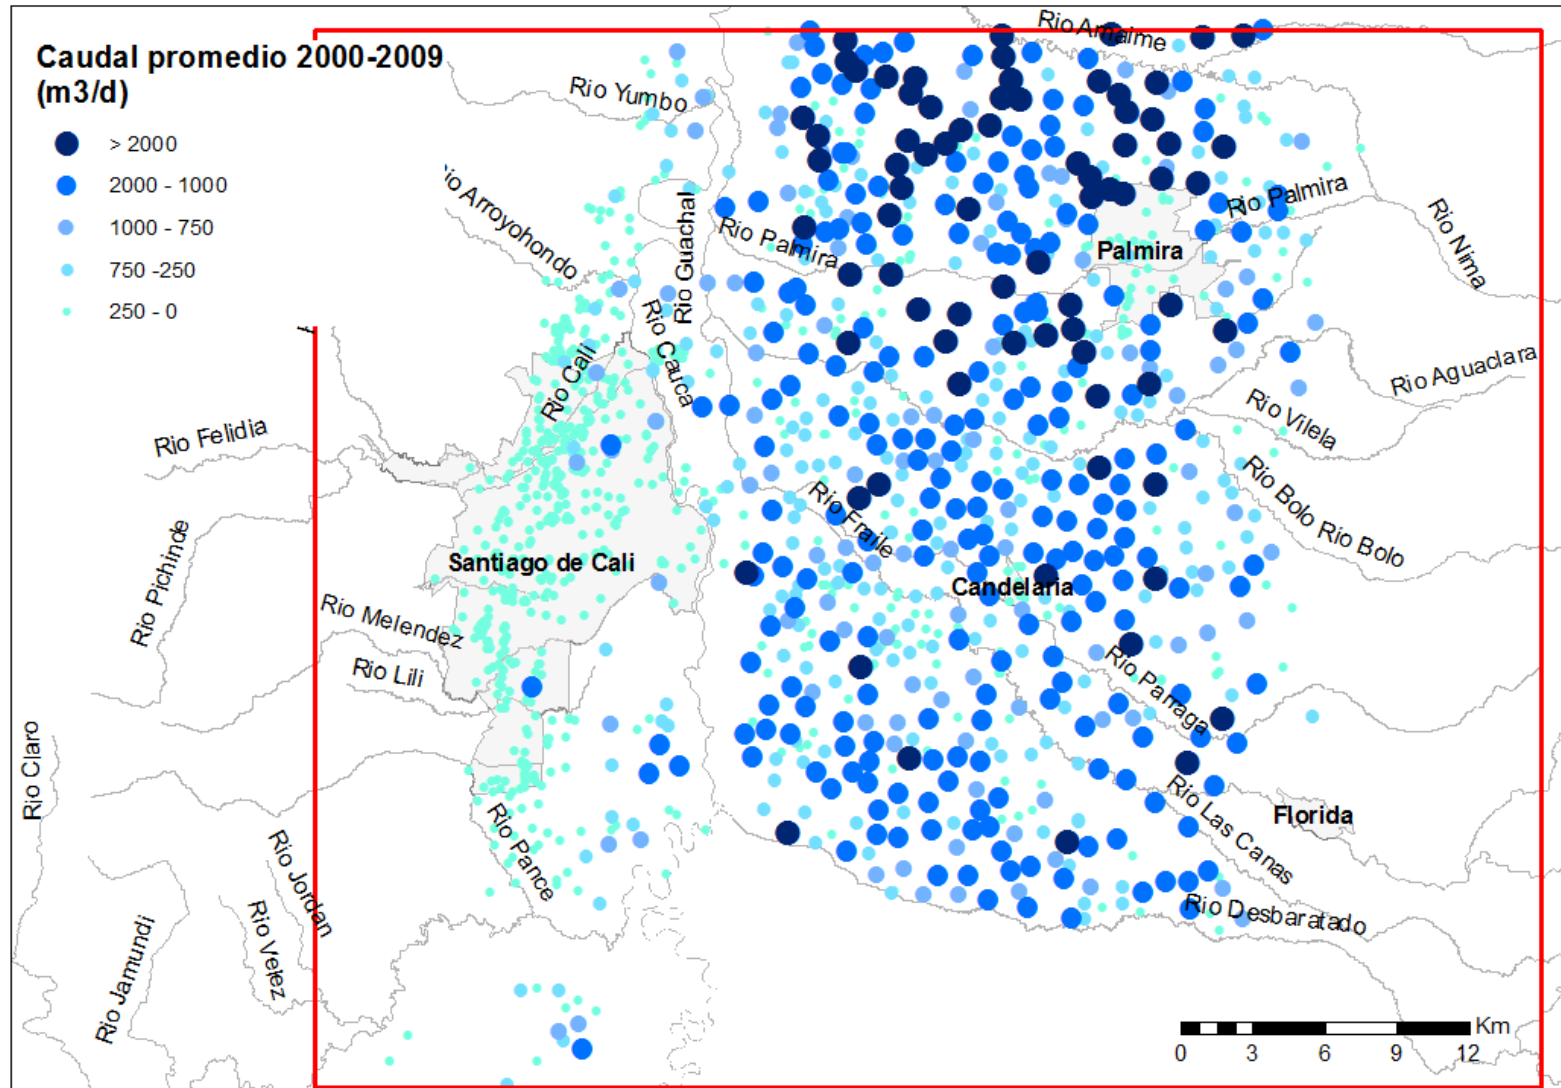 Caudal promedio 2000-2009
(m3/d)
> 2000
2000 - 1000
1000 - 750
750 -250
250 - 0
Rio Amaime
Rio Yumbo
io Arroyohondo
Rio Guachal
Rio Palmira
Rio Palmira
Palmira
Rio Nima
Rio Cauca
Rio Cali
Rio Aguaclara
Rio Vilela
Rio Felidia
Rio Bolo
Rio Bolo
Rio Fraile
Rio Pichinde
Santiago de Cali
Candelaria
Rio Melendez
Rio Lili
Rio Parraga
Rio Claro
Rio Las Canas
Florida
Rio Pance
Rio Jordan
Rio Velez
Rio Jamundi
Rio Desbaratado
Km
0 3 6 9 12